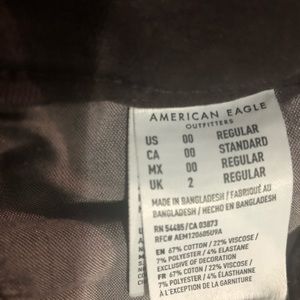 AMERICAN EAGLE
OUTFITTERS
US 00 REGULAR
CA 00 STANDARD
MX 00 REGULAR
UK 2 REGULAR
MADE IN BANGLADESH / FABRIQUÉ AU
BANGLADESH / HECHO EN BANGLADESH
RN 54485/CA 03873
EN 67% COTTON / 22% VISCOSE /
7% POLYESTER / 4% ELASTANE
EXCLUSIVE OF DECORATION
FR 67% COTON / 22% VISCOSE /
7% POLYESTER / 4% ÉLASTHANNE
À L'EXCEPTION DE LA GARNITURE